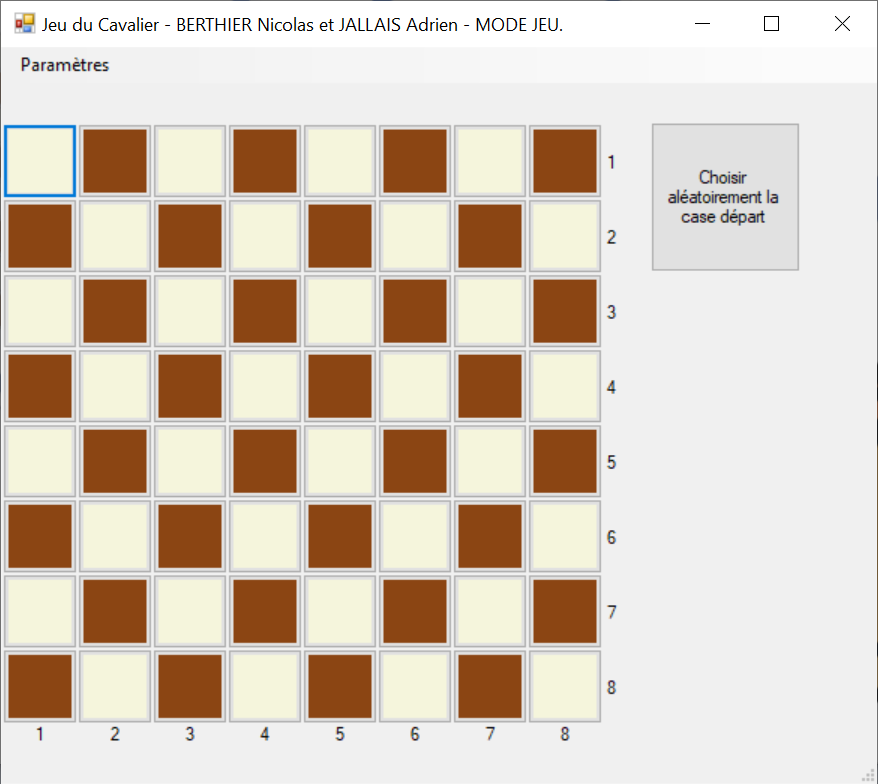 Jeu du Cavalier - BERTHIER Nicolas et JALLAIS Adrien - MODE JEU.
Paramètres
1
Choisir
aléatoirement la
case départ
2
3
4
5
6
7
8
1 2 3 4 5 6 7 8